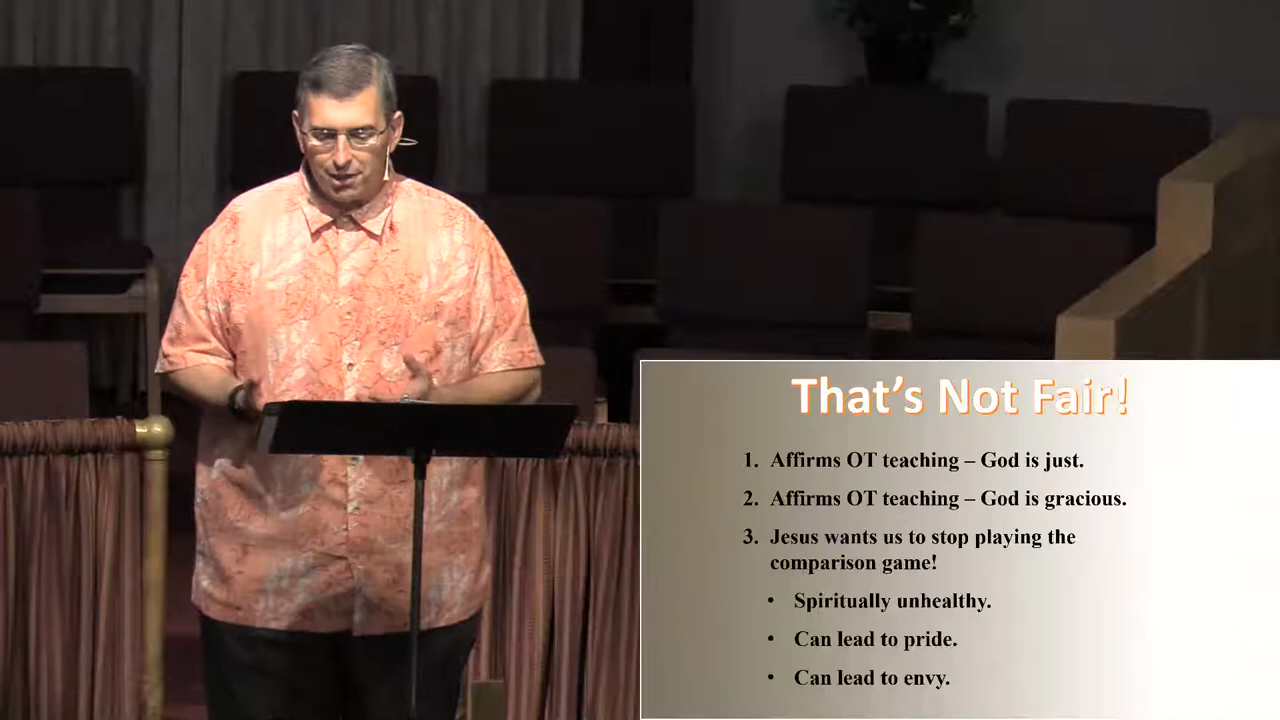 That's Not Fair!
1. Affirms OT teaching – God is just.
2. Affirms OT teaching – God is gracious.
3. Jesus wants us to stop playing the
comparison game!
• Spiritually unhealthy.
• Can lead to pride.
• Can lead to envy.